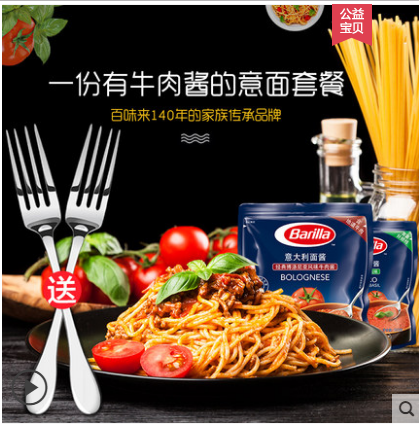 公益
宝贝
一份有牛肉酱的意面套餐
百味来140年的家族传承品牌
Barilla
意大利面酱
BOLOGNESE
送